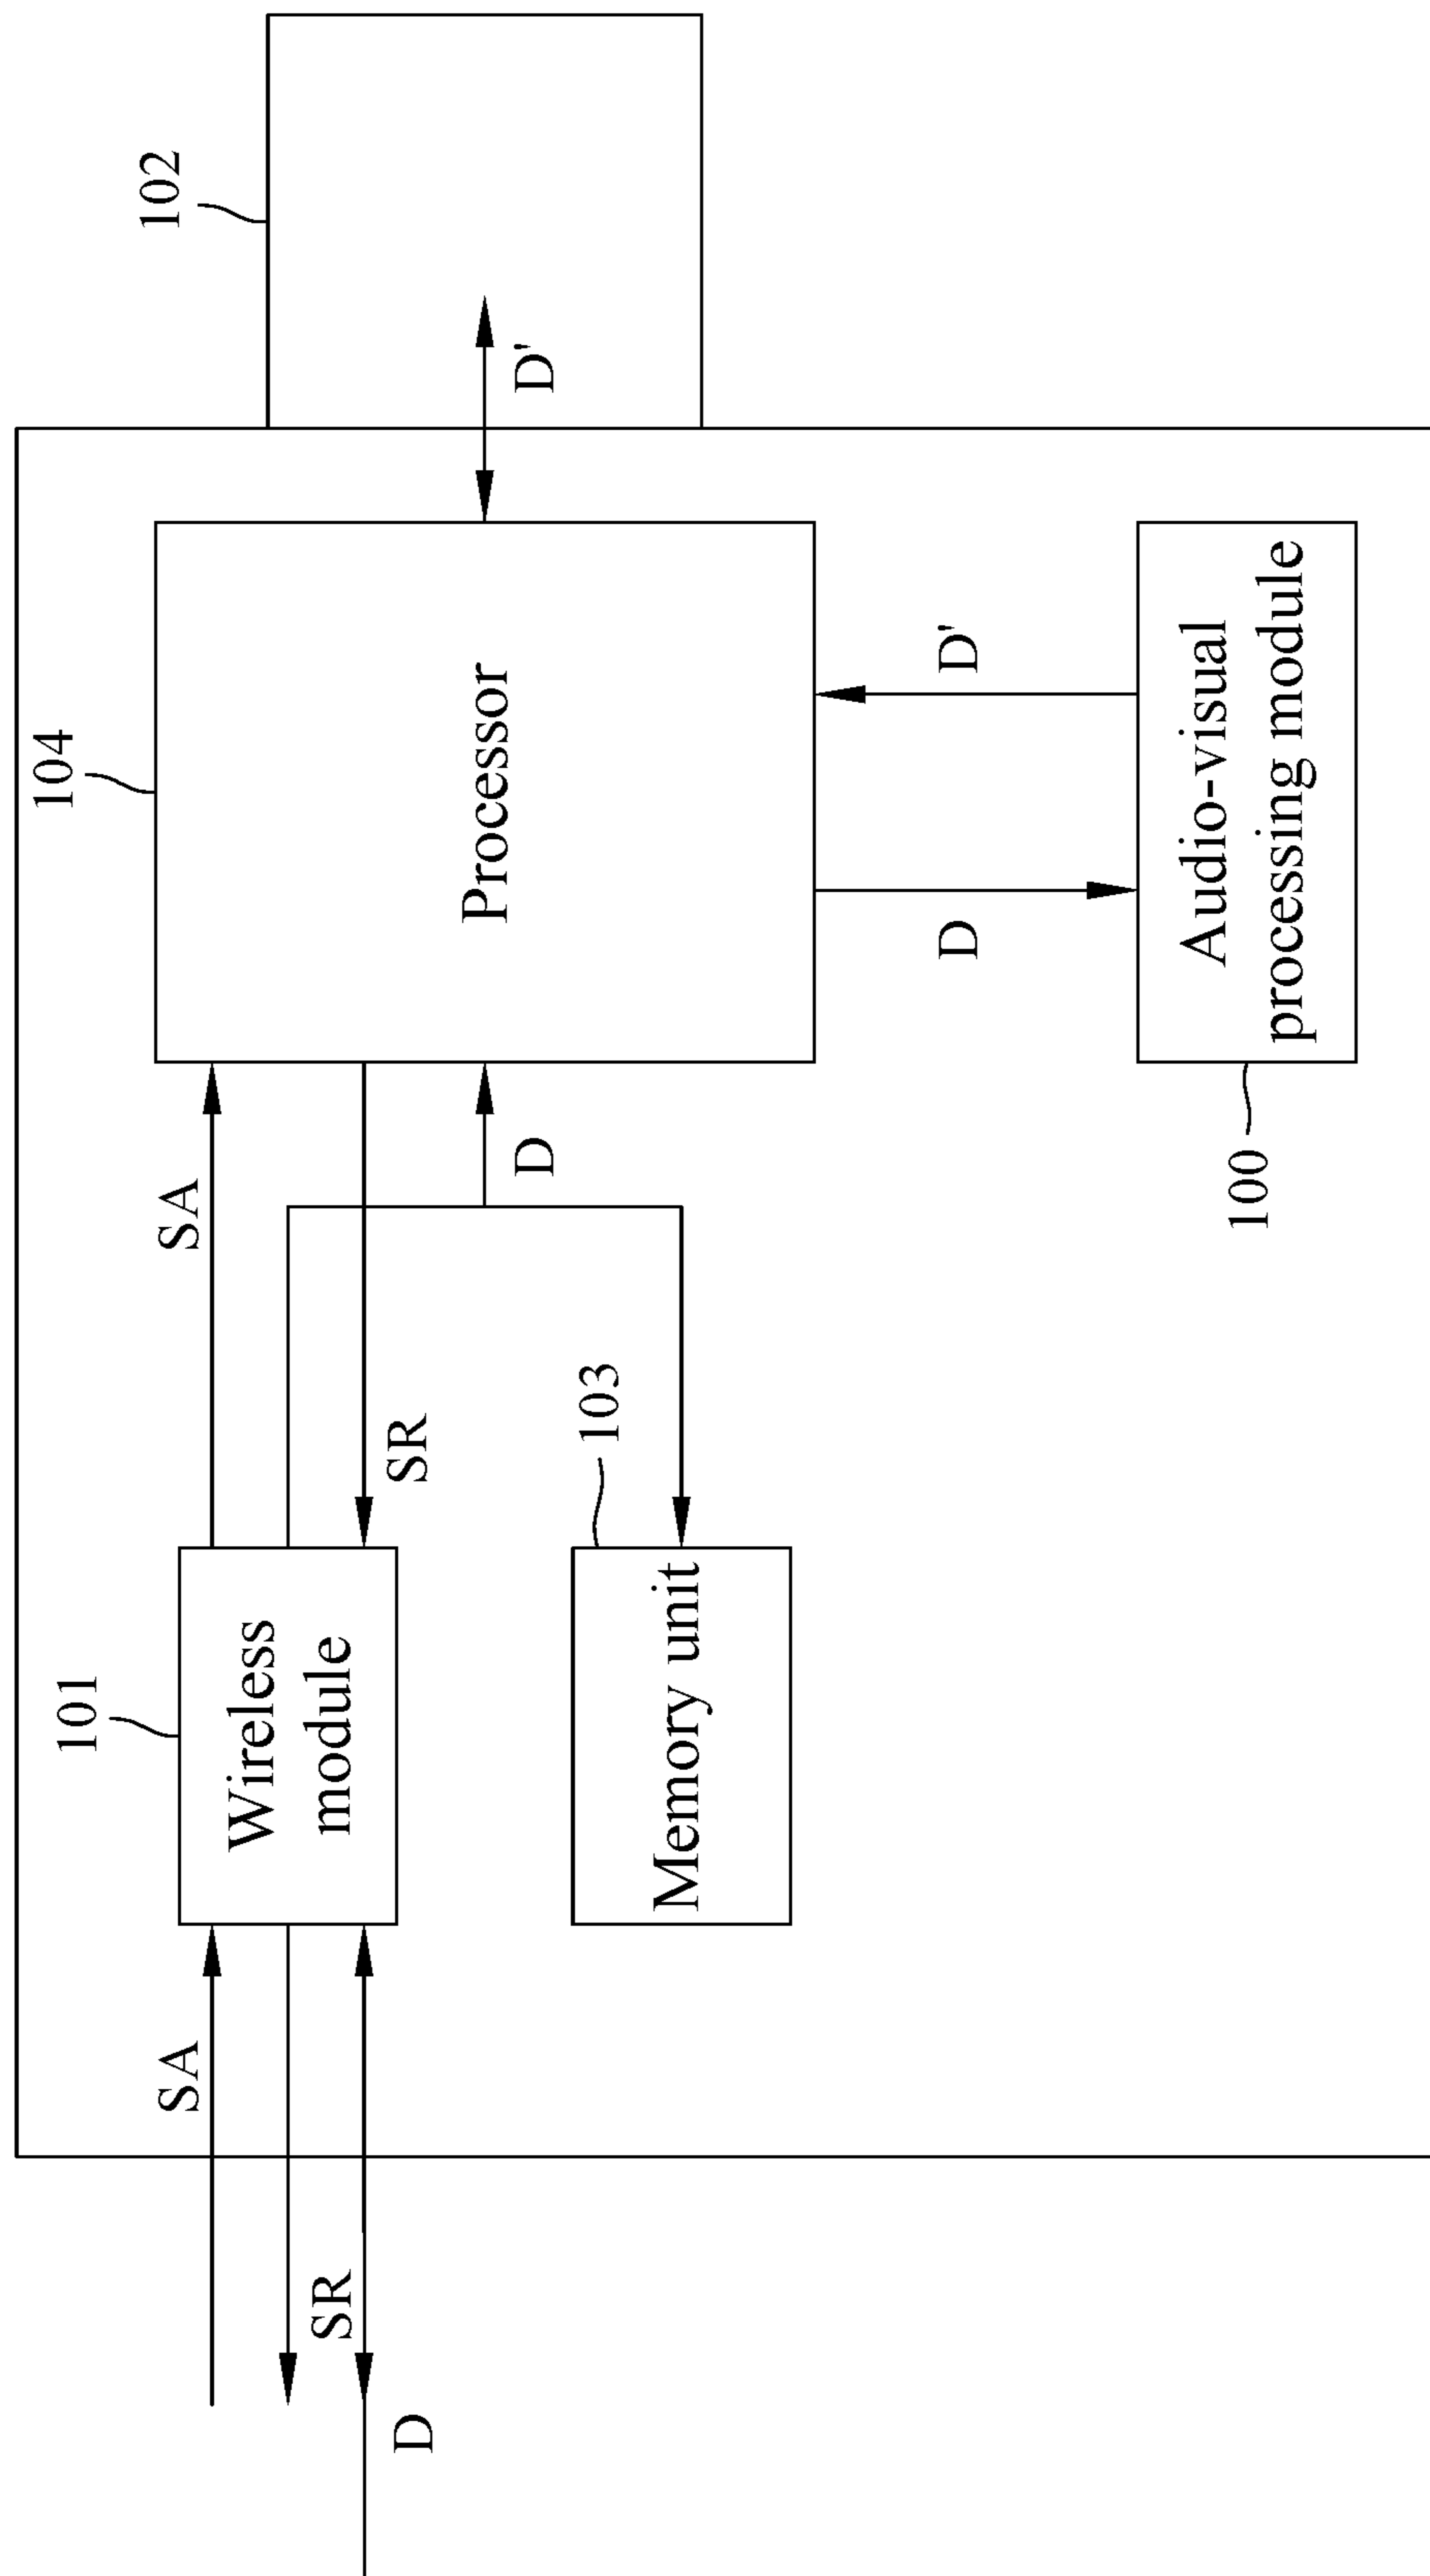 104
101
102
SA
SA
Wireless
module
SR
SR
D
Processor
D
D'
103
Memory unit
D
D'
100
Audio-visual
processing module